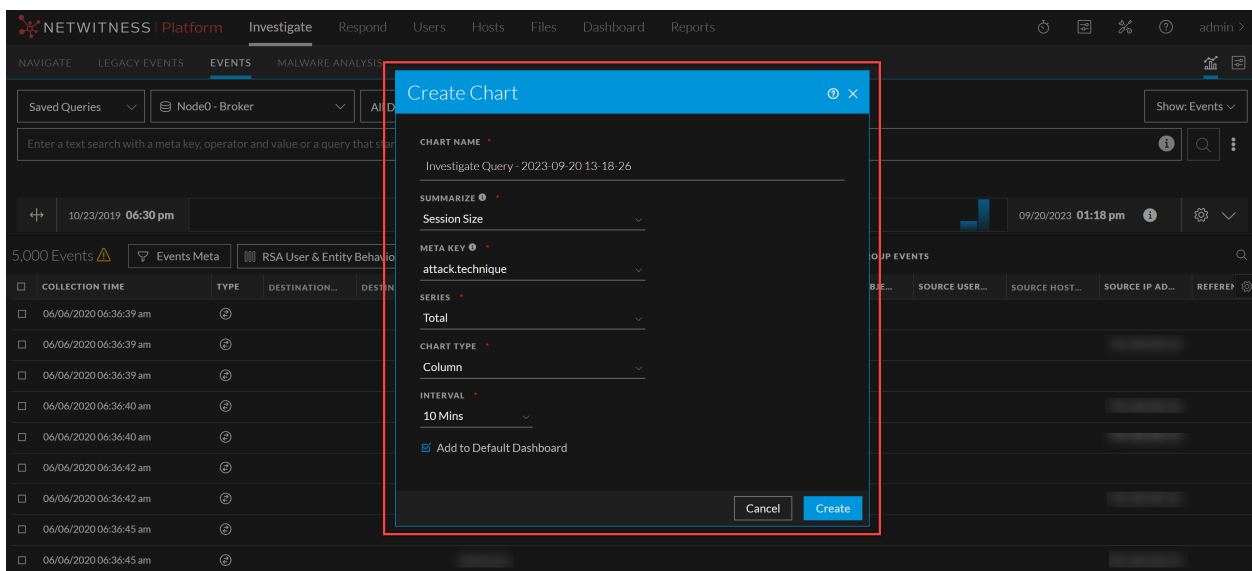 NETWITNESS | Platform Investigate Respond Users Hosts Files Dashboard Reports admin >
NAVIGATE LEGACY EVENTS EVENTS MALWARE ANALYSIS
Saved Queries Node0 - Broker All D Show: Events
Enter a text search with a meta key, operator and value or a query that star
10/23/2019 06:30 pm 09/20/2023 01:18 pm
5,000 Events Events Meta RSA User & Entity Behavio OUP EVENTS
COLLECTION TIME TYPE DESTINATION... DESTIN BJE... SOURCE USER... SOURCE HOST... SOURCE IP AD... REFEREN
06/06/2020 06:36:39 am
06/06/2020 06:36:39 am
06/06/2020 06:36:39 am
06/06/2020 06:36:40 am
06/06/2020 06:36:40 am
06/06/2020 06:36:42 am
06/06/2020 06:36:42 am
06/06/2020 06:36:45 am
06/06/2020 06:36:45 am
Create Chart
CHART NAME *
Investigate Query - 2023-09-20 13-18-26
SUMMARIZE *
Session Size
META KEY *
attack.technique
SERIES *
Total
CHART TYPE *
Column
INTERVAL *
10 Mins
Add to Default Dashboard
Cancel Create